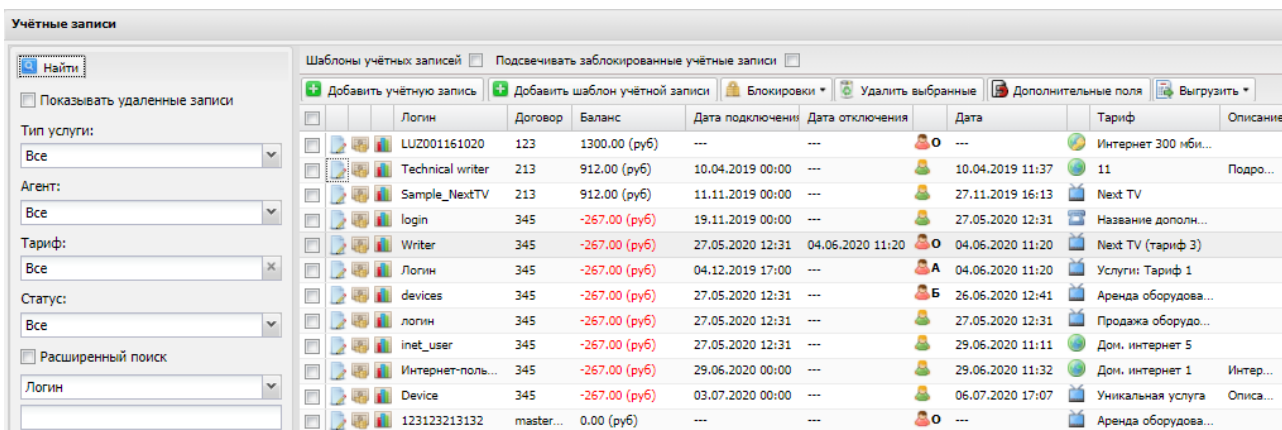 Учётные записи
Найти
Показывать удаленные записи
Тип услуги:
Все
Агент:
Все
Тариф:
Все
Статус:
Все
Расширенный поиск
Логин
Шаблоны учётных записей Подсвечивать заблокированные учётные записи
Добавить учётную запись Добавить шаблон учётной записи Блокировки Удалить выбранные Дополнительные поля Выгрузить
Логин Договор Баланс Дата подключения Дата отключения Дата Тариф Описание
LUZ001161020 123 1300.00 (руб) --- --- О --- Интернет 300 мби...
Technical writer 213 912.00 (руб) 10.04.2019 00:00 --- 10.04.2019 11:37 11 Подро...
Sample_NextTV 213 912.00 (руб) 11.11.2019 00:00 --- 27.11.2019 16:13 Next TV
login 345 -267.00 (руб) 19.11.2019 00:00 --- 27.05.2020 12:31 Название дополн...
Writer 345 -267.00 (руб) 27.05.2020 12:31 04.06.2020 11:20 О 04.06.2020 11:20 Next TV (тариф 3)
Логин 345 -267.00 (руб) 04.12.2019 17:00 --- А 04.06.2020 11:20 Услуги: Тариф 1
devices 345 -267.00 (руб) 27.05.2020 12:31 --- Б 26.06.2020 12:41 Аренда оборудова...
логин 345 -267.00 (руб) 27.05.2020 12:31 --- 27.05.2020 12:31 Продажа оборудо...
inet_user 345 -267.00 (руб) 27.05.2020 12:31 --- 29.06.2020 11:11 Дом. интернет 5
Интернет-поль... 345 -267.00 (руб) 29.06.2020 00:00 --- 29.06.2020 11:32 Дом. интернет 1 Интер...
Device 345 -267.00 (руб) 03.07.2020 00:00 --- 06.07.2020 17:07 Уникальная услуга Описа...
123123213132 master... 0.00 (руб) --- --- О --- Аренда оборудова...